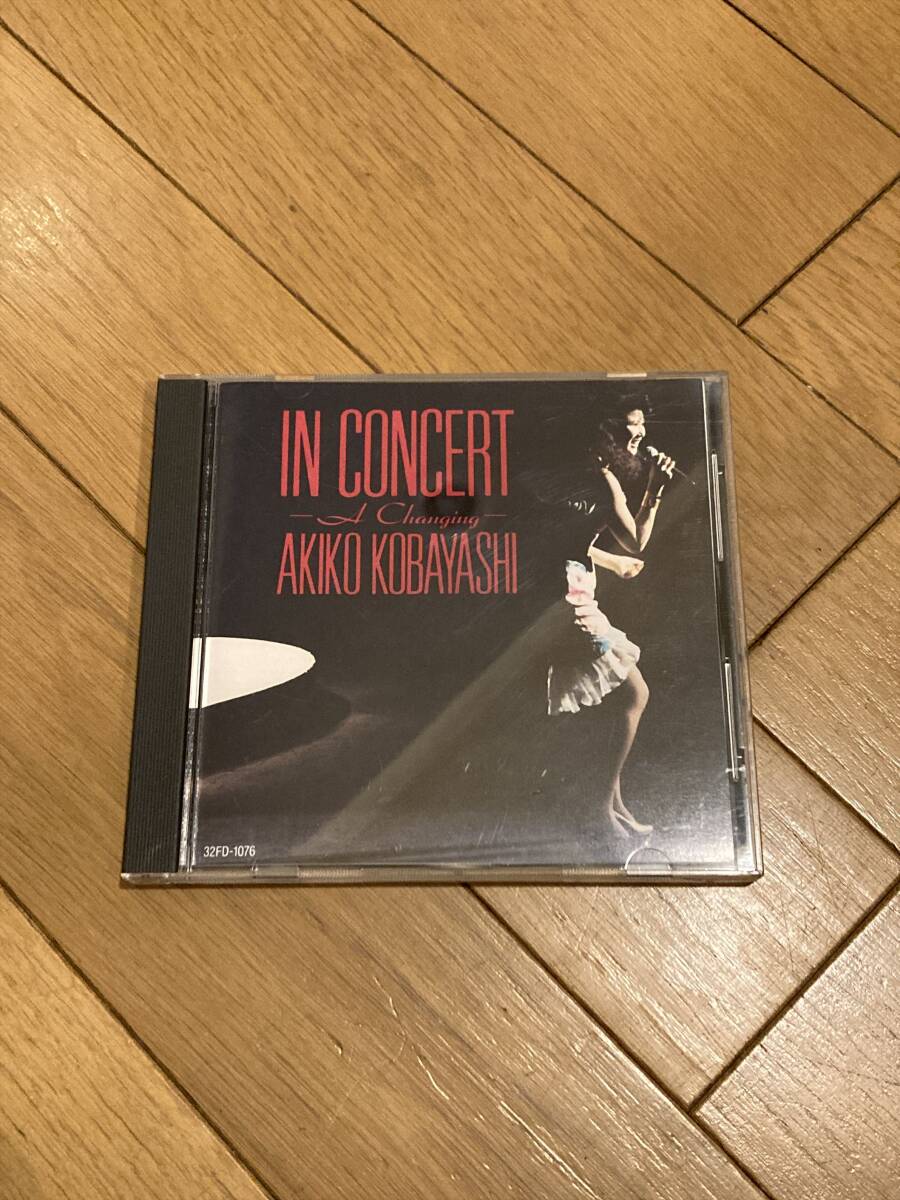 IN CONCERT
— A Changing —
AKIKO KOBAYASHI
32FD-1076